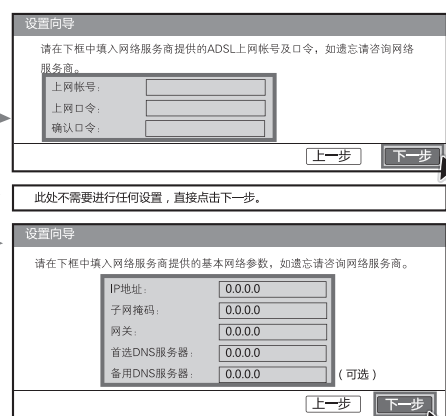 设置向导
请在下框中填入网络服务商提供的ADSL上网帐号及口令，如遗忘请咨询网络
服务商。
上网帐号：
上网口令：
确认口令：
上一步 下一步
此处不需要进行任何设置，直接点击下一步。
设置向导
请在下框中填入网络服务商提供的基本网络参数，如遗忘请咨询网络服务商。
IP地址： 0.0.0.0
子网掩码： 0.0.0.0
网关： 0.0.0.0
首选DNS服务器： 0.0.0.0
备用DNS服务器： 0.0.0.0 （可选）
上一步 下一步